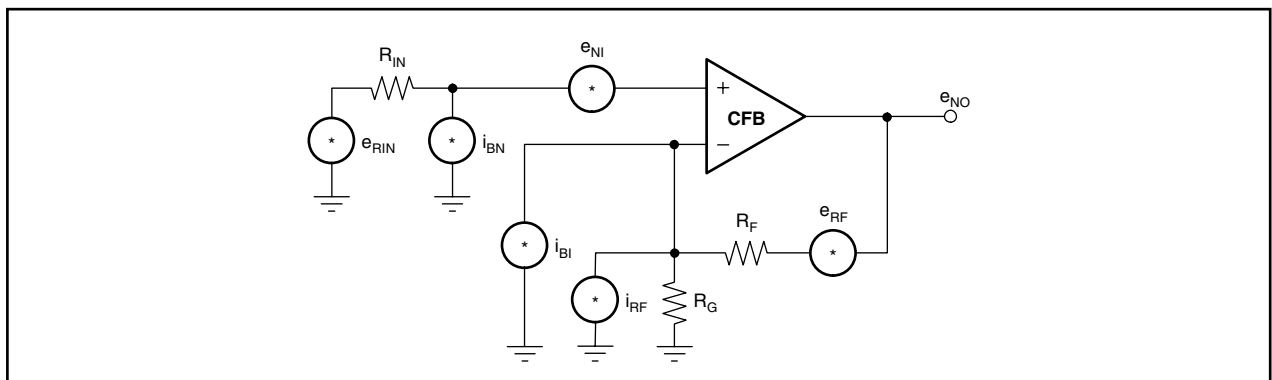 e_NI
R_IN
e_RIN
*
*
i_BN
*
+
CFB
−
e_NO
*
i_BI
*
i_RF
R_G
R_F
e_RF
*